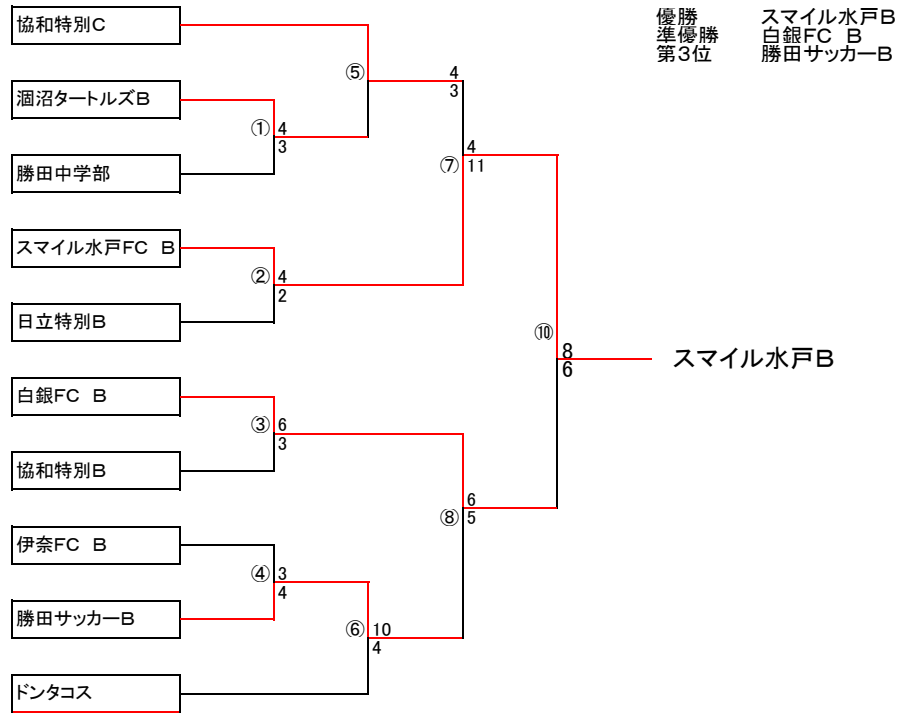 協和特別C
優勝 スマイル水戸B
準優勝 白銀FC B
第3位 勝田サッカーB
⑤ 4
3
涸沼タートルズB
① 4
3
勝田中学部
4
⑦ 11
スマイル水戸FC B
② 4
2
日立特別B
⑩ 8
6
スマイル水戸B
白銀FC B
③ 6
3
協和特別B
6
⑧ 5
伊奈FC B
④ 3
4
勝田サッカーB
⑥ 10
4
ドンタコス